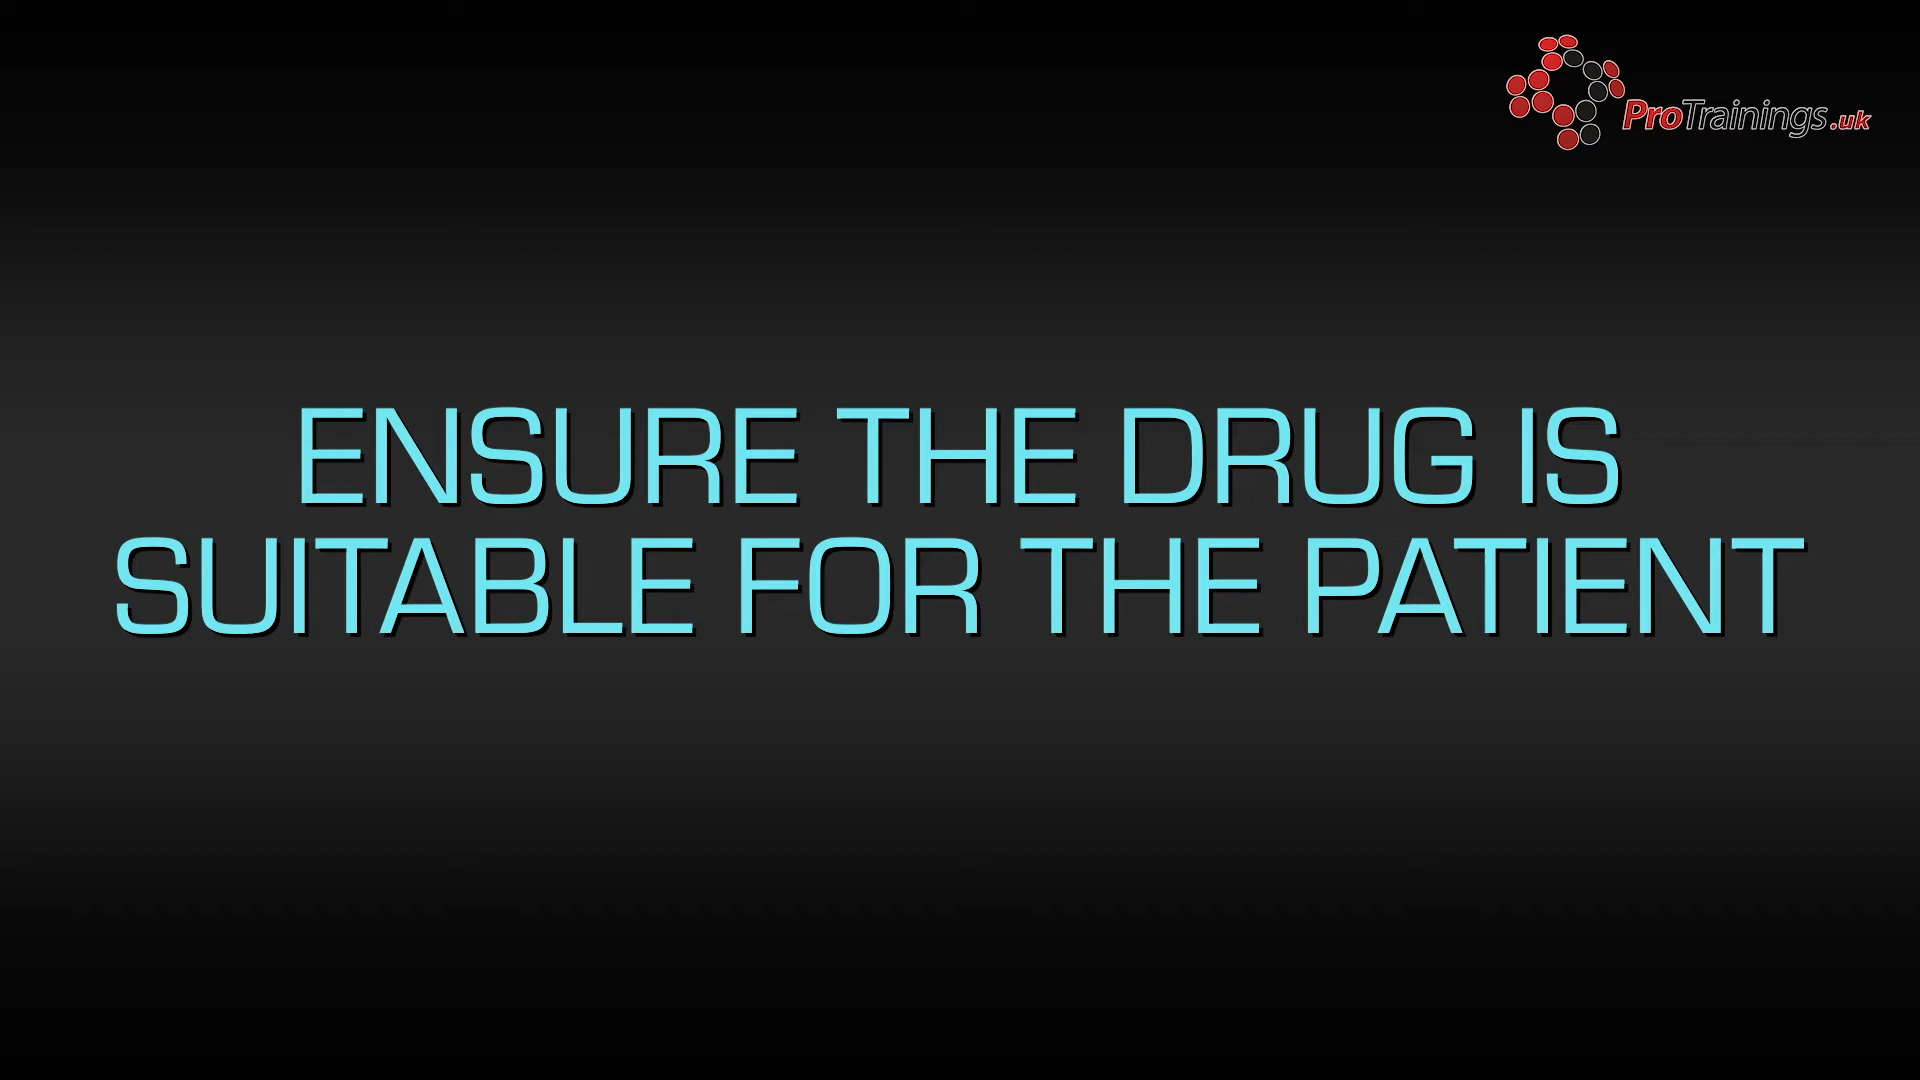 ProTrainings.uk
ENSURE THE DRUG IS
SUITABLE FOR THE PATIENT